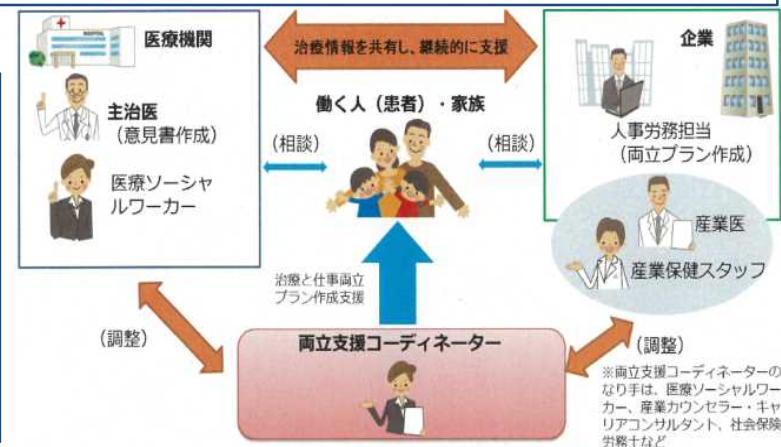 医療機関
主治医
（意見書作成）
医療ソーシャ
ルワーカー
治療情報を共有し、継続的に支援
働く人（患者）・家族
（相談）
（相談）
企業
人事労務担当
（両立プラン作成）
産業医
産業保健スタッフ
治療と仕事両立
プラン作成支援
（調整）
両立支援コーディネーター
（調整）
※両立支援コーディネーターの
なり手は、医療ソーシャルワー
カー、産業カウンセラー・キャ
リアコンサルタント、社会保険
労務士など